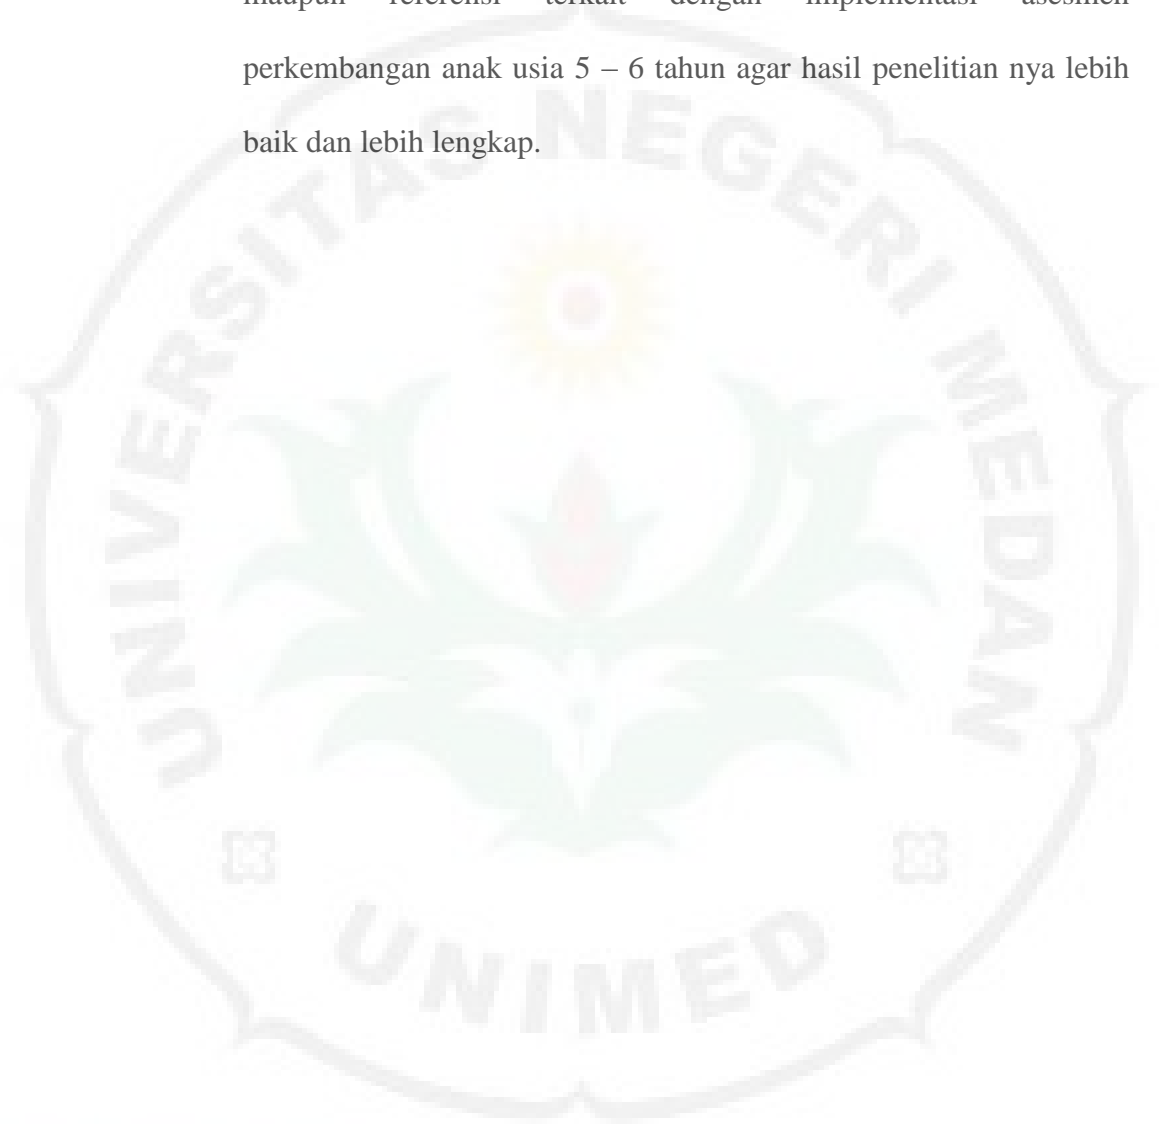 maupun referensi terkait dengan implementasi asesmen
perkembangan anak usia 5 – 6 tahun agar hasil penelitian nya lebih
baik dan lebih lengkap.
UNIVERSITAS NEGERI MEDAN
UNIMED